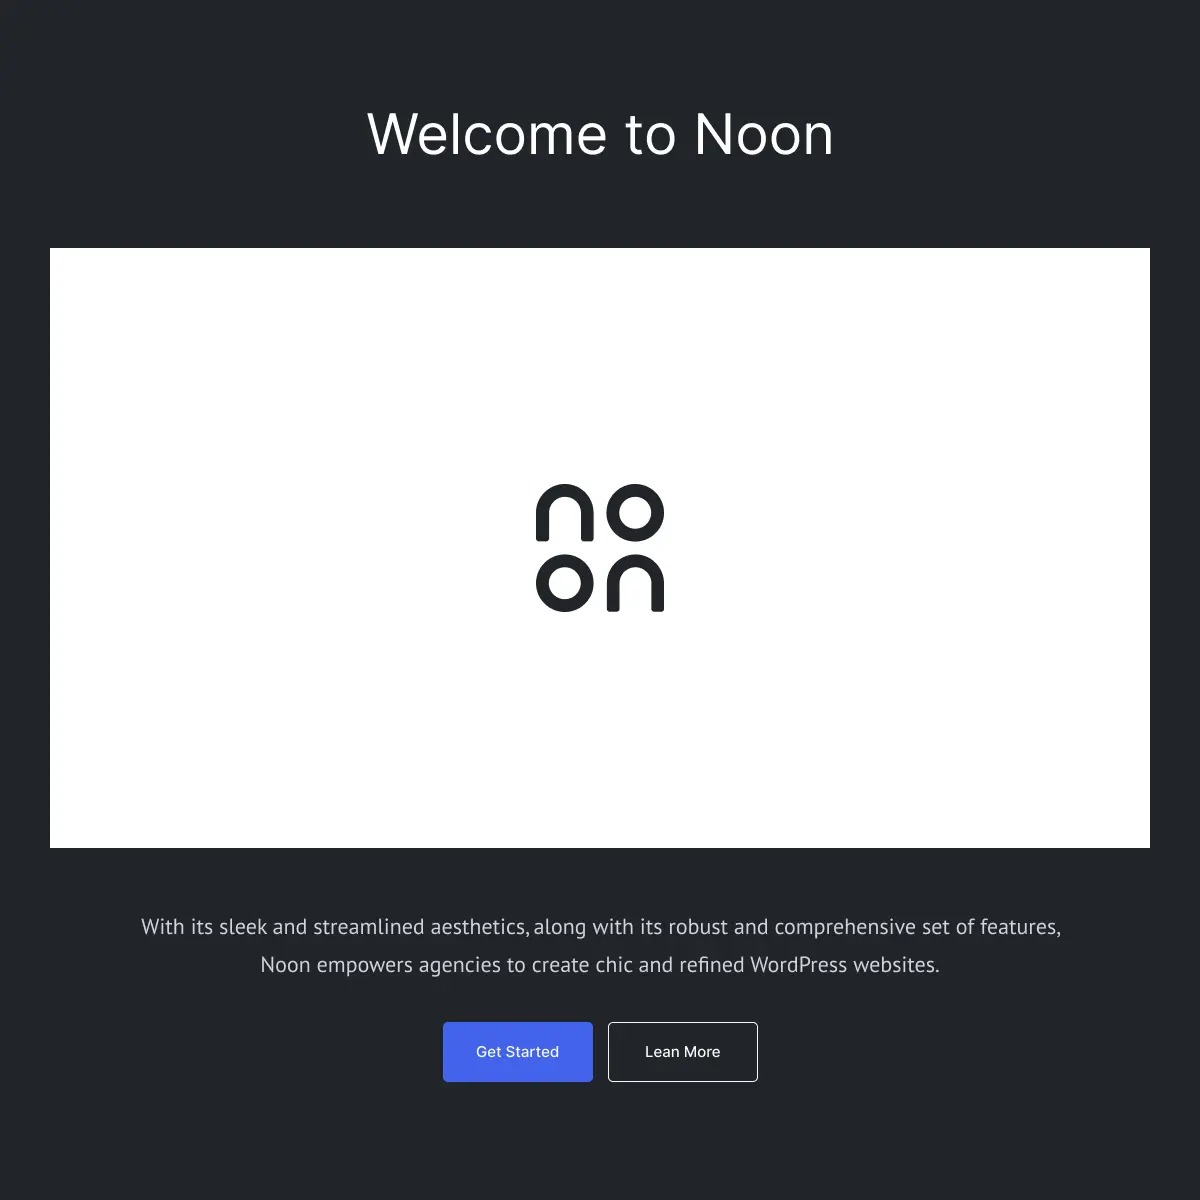 Welcome to Noon
no
on
With its sleek and streamlined aesthetics, along with its robust and comprehensive set of features,
Noon empowers agencies to create chic and refined WordPress websites.
Get Started
Lean More